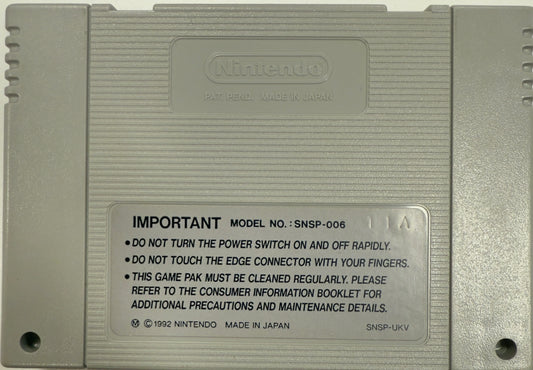 Nintendo
PAT. PEND. MADE IN JAPAN
IMPORTANT MODEL NO.: SNSP-006 11A
• DO NOT TURN THE POWER SWITCH ON AND OFF RAPIDLY.
• DO NOT TOUCH THE EDGE CONNECTOR WITH YOUR FINGERS.
• THIS GAME PAK MUST BE CLEANED REGULARLY. PLEASE
REFER TO THE CONSUMER INFORMATION BOOKLET FOR
ADDITIONAL PRECAUTIONS AND MAINTENANCE DETAILS.
Ⓜ © 1992 NINTENDO MADE IN JAPAN SNSP-UKV